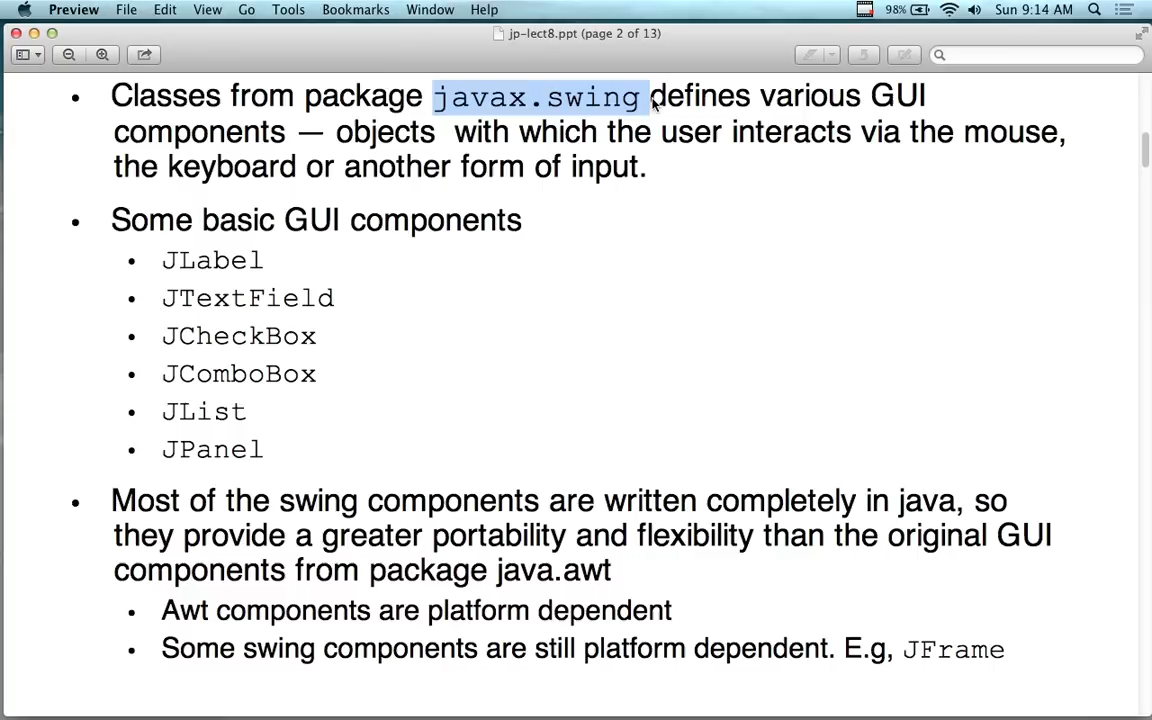 Preview File Edit View Go Tools Bookmarks Window Help 98% Sun 9:14 AM
jp-lect8.ppt (page 2 of 13)
• Classes from package javax.swing defines various GUI
components — objects with which the user interacts via the mouse,
the keyboard or another form of input.
• Some basic GUI components
• JLabel
• JTextField
• JCheckBox
• JComboBox
• JList
• JPanel
• Most of the swing components are written completely in java, so
they provide a greater portability and flexibility than the original GUI
components from package java.awt
• Awt components are platform dependent
• Some swing components are still platform dependent. E.g, JFrame